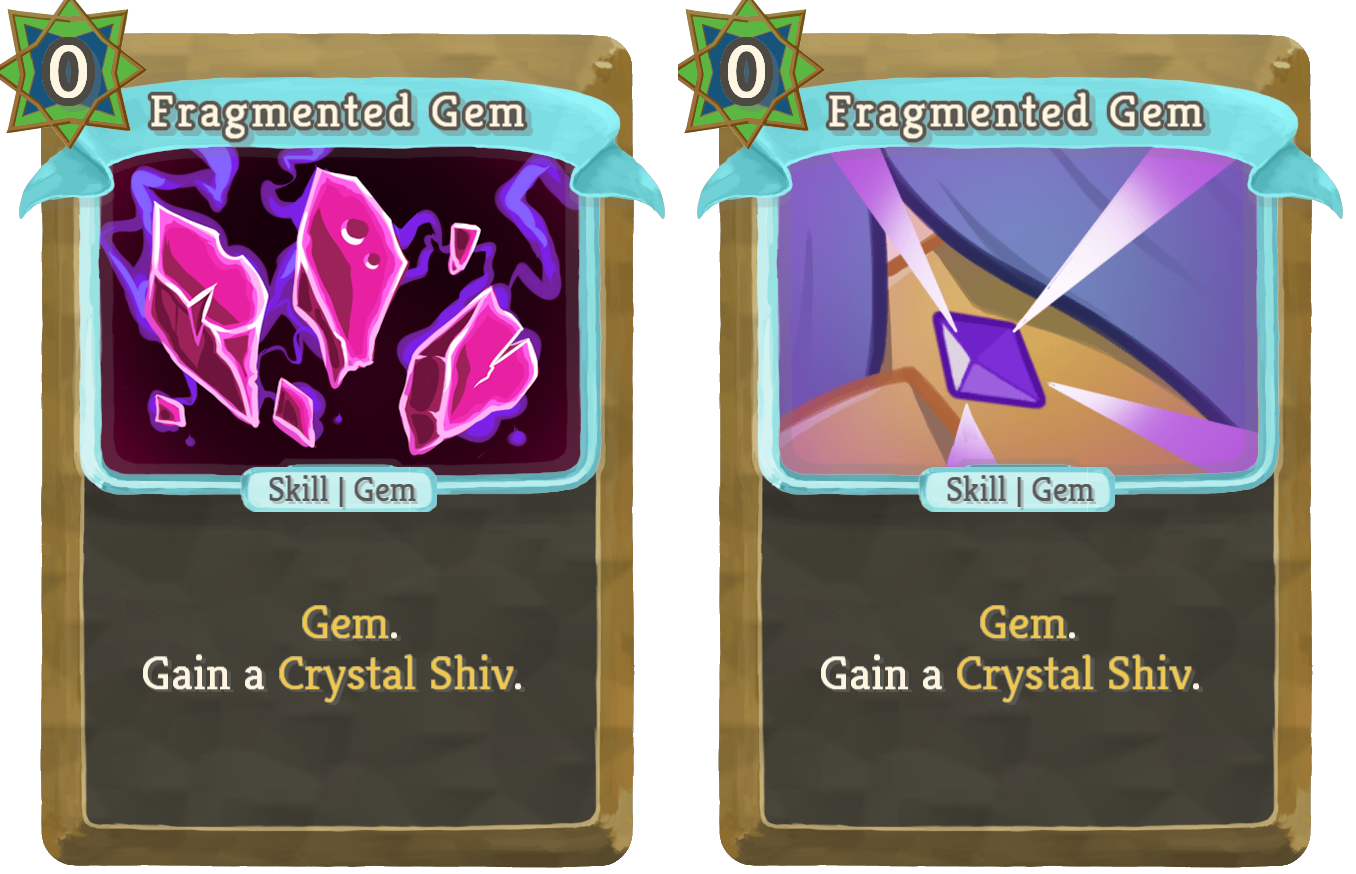 0
Fragmented Gem
Skill | Gem
Gem.
Gain a Crystal Shiv.
0
Fragmented Gem
Skill | Gem
Gem.
Gain a Crystal Shiv.